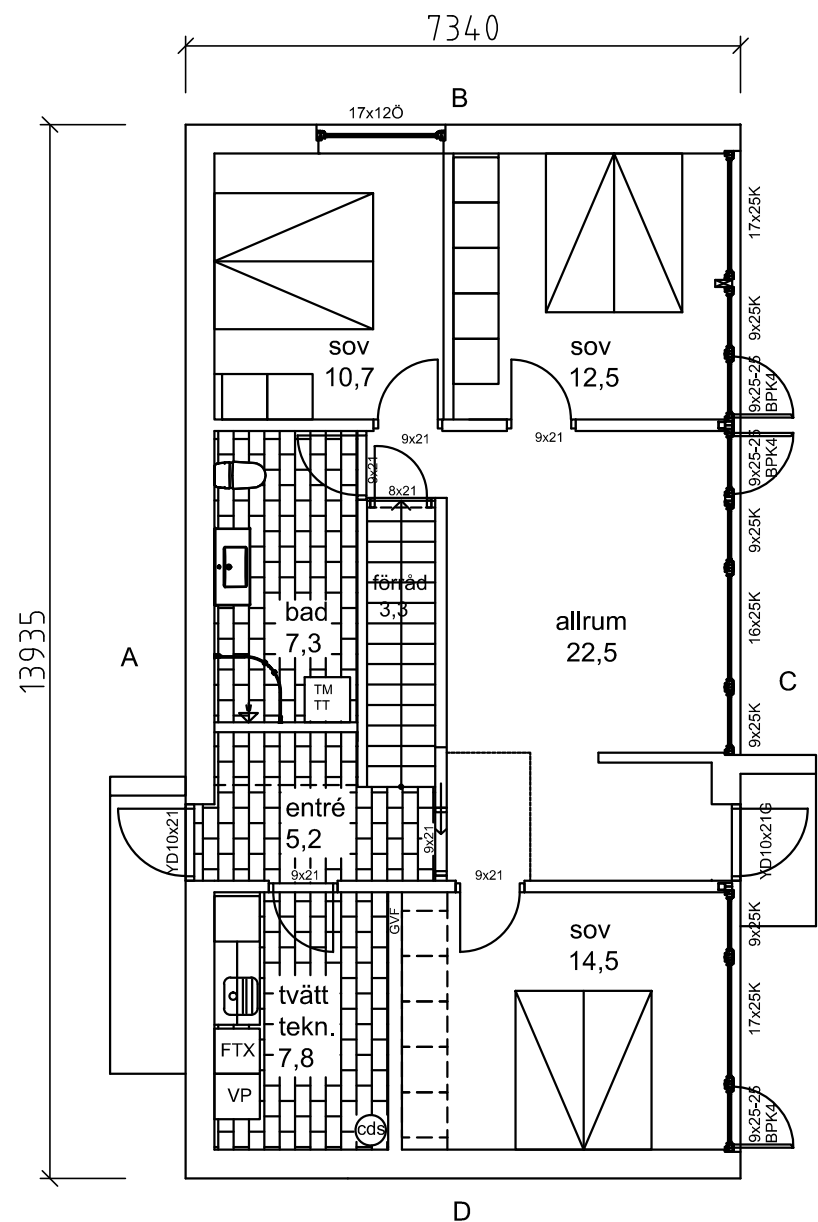 7340
B
17x12Ö
17x25K
9x25K
sov
10,7
sov
12,5
9x25-25
BPK4
9x21
9x21
9x21
8x21
9x25-25
BPK4
9x25K
förråd
3,3
bad
7,3
allrum
22,5
16x25K
13935
A
C
TM
TT
9x25K
entré
5,2
YD10x21
9x21
YD10x21G
9x21
9x21
GVF
9x25K
sov
14,5
tvätt
tekn.
7,8
17x25K
FTX
VP
cds
9x25-25
BPK4
D